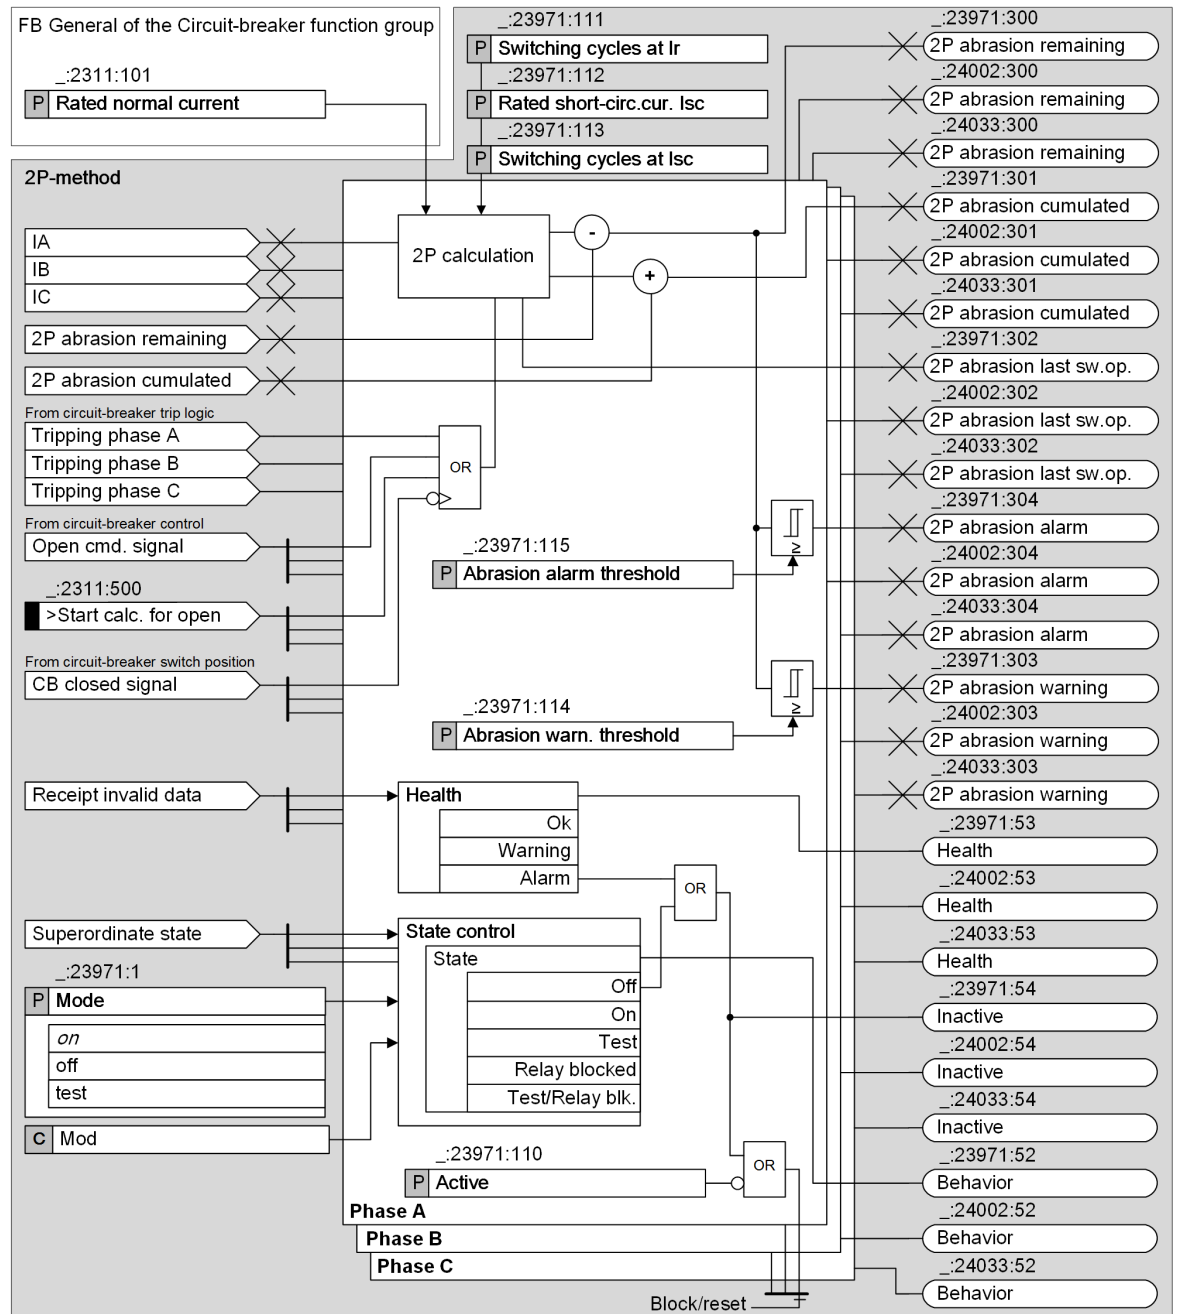 FB General of the Circuit-breaker function group
_:2311:101
P Rated normal current
_:23971:111
P Switching cycles at Ir
_:23971:112
P Rated short-circ.cur. Isc
_:23971:113
P Switching cycles at Isc
2P-method
IA
IB
IC
2P abrasion remaining
2P abrasion cumulated
From circuit-breaker trip logic
Tripping phase A
Tripping phase B
Tripping phase C
From circuit-breaker control
Open cmd. signal
_:2311:500
>Start calc. for open
From circuit-breaker switch position
CB closed signal
Receipt invalid data
Superordinate state
_:23971:1
P Mode
on
off
test
C Mod
2P calculation
-
+
OR
_:23971:115
P Abrasion alarm threshold
≥
_:23971:114
P Abrasion warn. threshold
≥
Health
Ok
Warning
Alarm
OR
State control
State
Off
On
Test
Relay blocked
Test/Relay blk.
_:23971:110
P Active
OR
Phase A
Phase B
Phase C
Block/reset
_:23971:300
2P abrasion remaining
_:24002:300
2P abrasion remaining
_:24033:300
2P abrasion remaining
_:23971:301
2P abrasion cumulated
_:24002:301
2P abrasion cumulated
_:24033:301
2P abrasion cumulated
_:23971:302
2P abrasion last sw.op.
_:24002:302
2P abrasion last sw.op.
_:24033:302
2P abrasion last sw.op.
_:23971:304
2P abrasion alarm
_:24002:304
2P abrasion alarm
_:24033:304
2P abrasion alarm
_:23971:303
2P abrasion warning
_:24002:303
2P abrasion warning
_:24033:303
2P abrasion warning
_:23971:53
Health
_:24002:53
Health
_:24033:53
Health
_:23971:54
Inactive
_:24002:54
Inactive
_:24033:54
Inactive
_:23971:52
Behavior
_:24002:52
Behavior
_:24033:52
Behavior